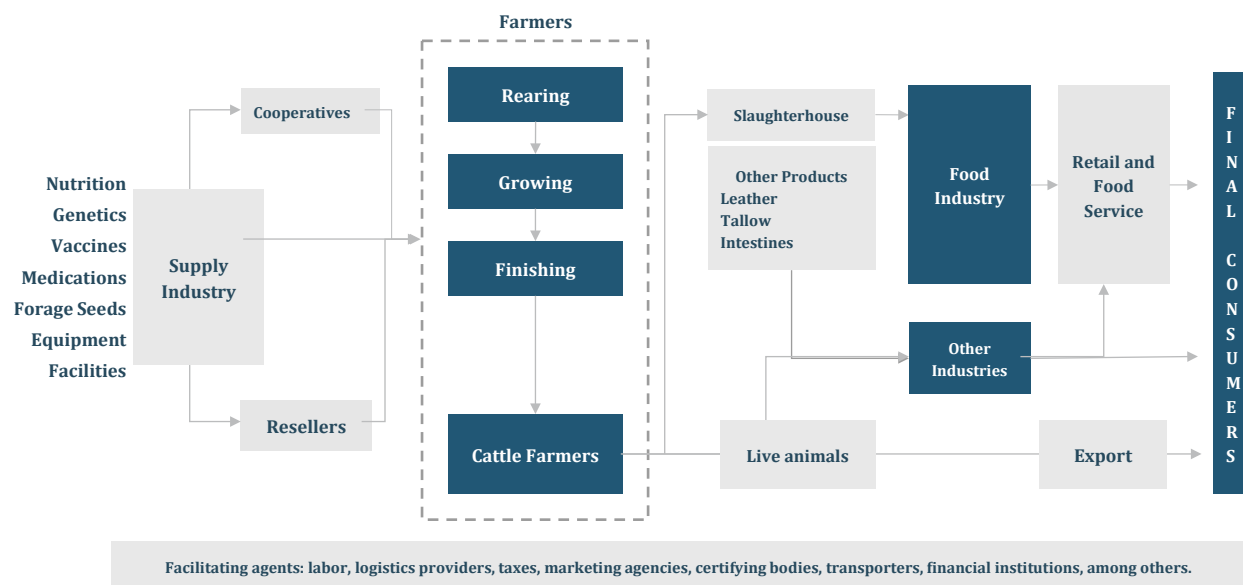 Farmers
Nutrition
Genetics
Vaccines
Medications
Forage Seeds
Equipment
Facilities
Supply
Industry
Cooperatives
Resellers
Rearing
Growing
Finishing
Cattle Farmers
Slaughterhouse
Other Products
Leather
Tallow
Intestines
Live animals
Food
Industry
Other
Industries
Retail and
Food
Service
Export
FINAL CONSUMERS
Facilitating agents: labor, logistics providers, taxes, marketing agencies, certifying bodies, transporters, financial institutions, among others.